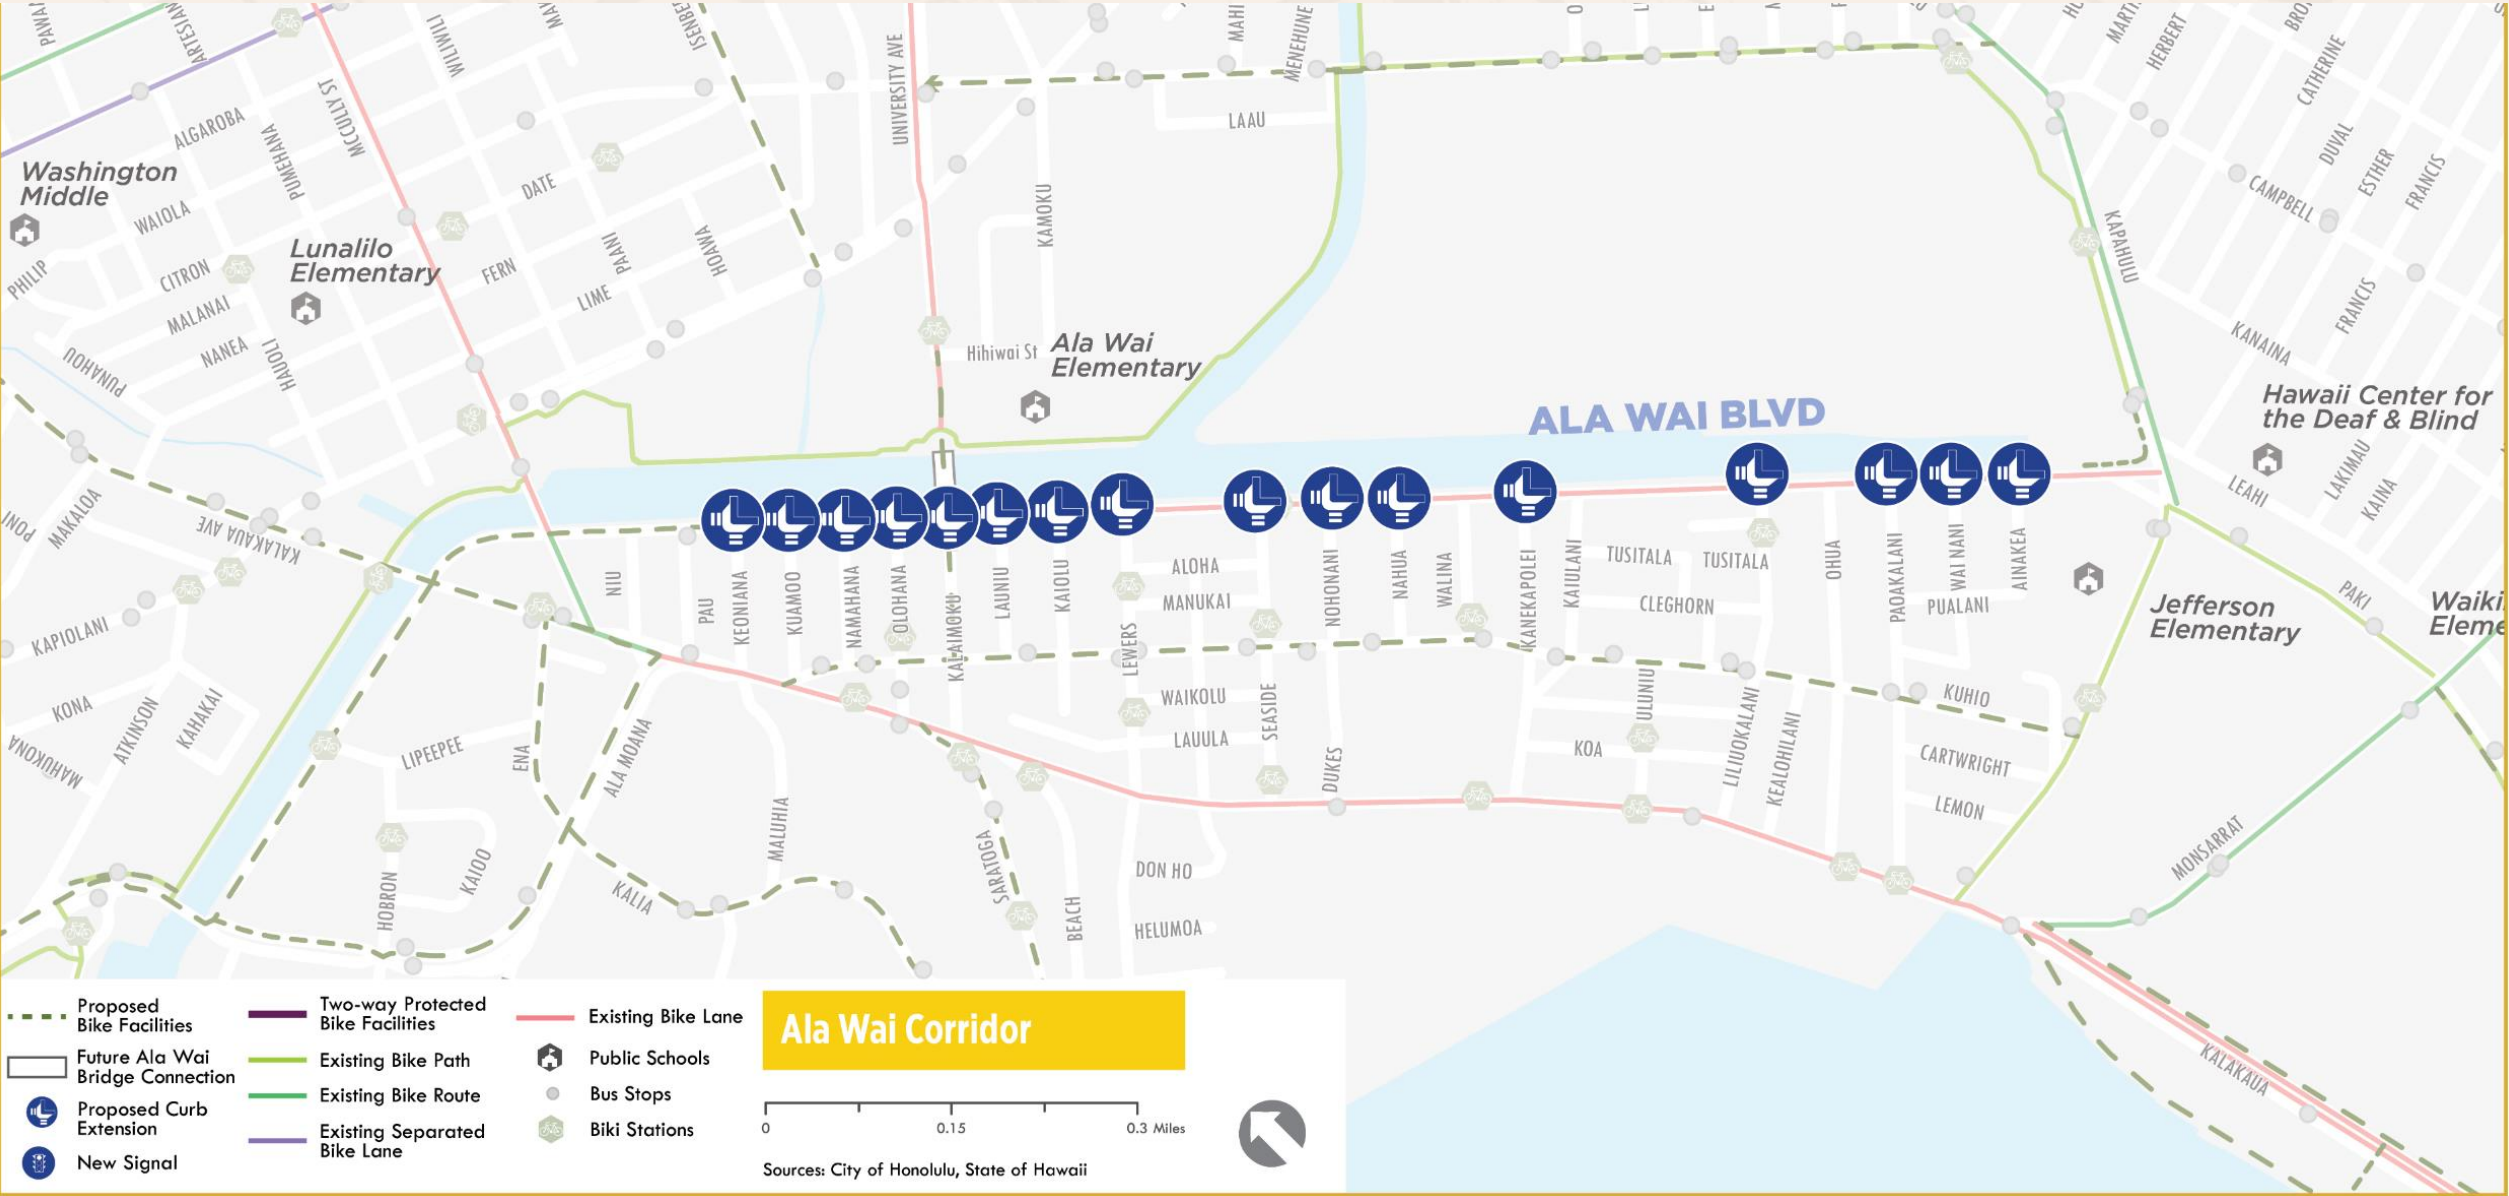 ARTESIAN
WILIWILI
UNIVERSITY AVE
MENEHUNE
HERBERT
CATHERINE
ALGAROBA
PUMEHANA
MCCULLY ST
LAAU
DUVAL
ESTHER
FRANCIS
Washington
Middle
WAIOLA
DATE
KAMOKU
CAMPBELL
KAPAHULU
PHILIP
CITRON
Lunalilo
Elementary
FERN
PAANI
HOAWA
LIME
MALANAI
NANEA
HAUOLI
PUNAHOU
Hihiwai St
Ala Wai
Elementary
FRANCIS
KANAINA
ALA WAI BLVD
Hawaii Center for
the Deaf & Blind
LAKIMAU
KAINA
LEAHI
PONI
MAKALOA
KALAKAUA AVE
NIU
PAU
KEONIANA
KUAMOO
NAMAHANA
OLOHANA
KALAIMOKU
LAUNIU
KAIOLU
LEWERS
ALOHA
MANUKAI
NOHONANI
NAHUA
WALINA
KANEKAPOLEI
KAIULANI
TUSITALA
TUSITALA
CLEGHORN
OHUA
PAOAKALANI
WAI NANI
AINAKEA
PUALANI
Jefferson
Elementary
PAKI
Waiki
Eleme
KAPIOLANI
KONA
ATKINSON
KAHAKAI
MAHUKONA
LIPEEPEE
ENA
ALA MOANA
WAIKOLU
LAUULA
SEASIDE
DUKES
ULUNIU
KOA
LILIUOKALANI
KEALOHILANI
KUHIO
CARTWRIGHT
LEMON
MALUHIA
HOBRON
KAIOO
KALIA
SARATOGA
BEACH
DON HO
HELUMOA
MONSARRAT
KALAKAUA
Proposed
Bike Facilities
Future Ala Wai
Bridge Connection
Proposed Curb
Extension
New Signal
Two-way Protected
Bike Facilities
Existing Bike Path
Existing Bike Route
Existing Separated
Bike Lane
Existing Bike Lane
Public Schools
Bus Stops
Biki Stations
Ala Wai Corridor
0
0.15
0.3 Miles
Sources: City of Honolulu, State of Hawaii